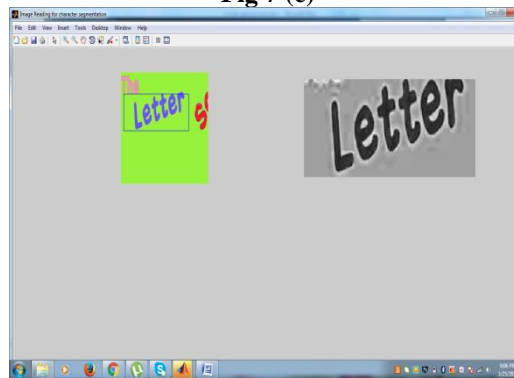 Fig 7 (c)
Image Reading for character segmentation
File Edit View Insert Tools Desktop Window Help
The
Letter
Letter